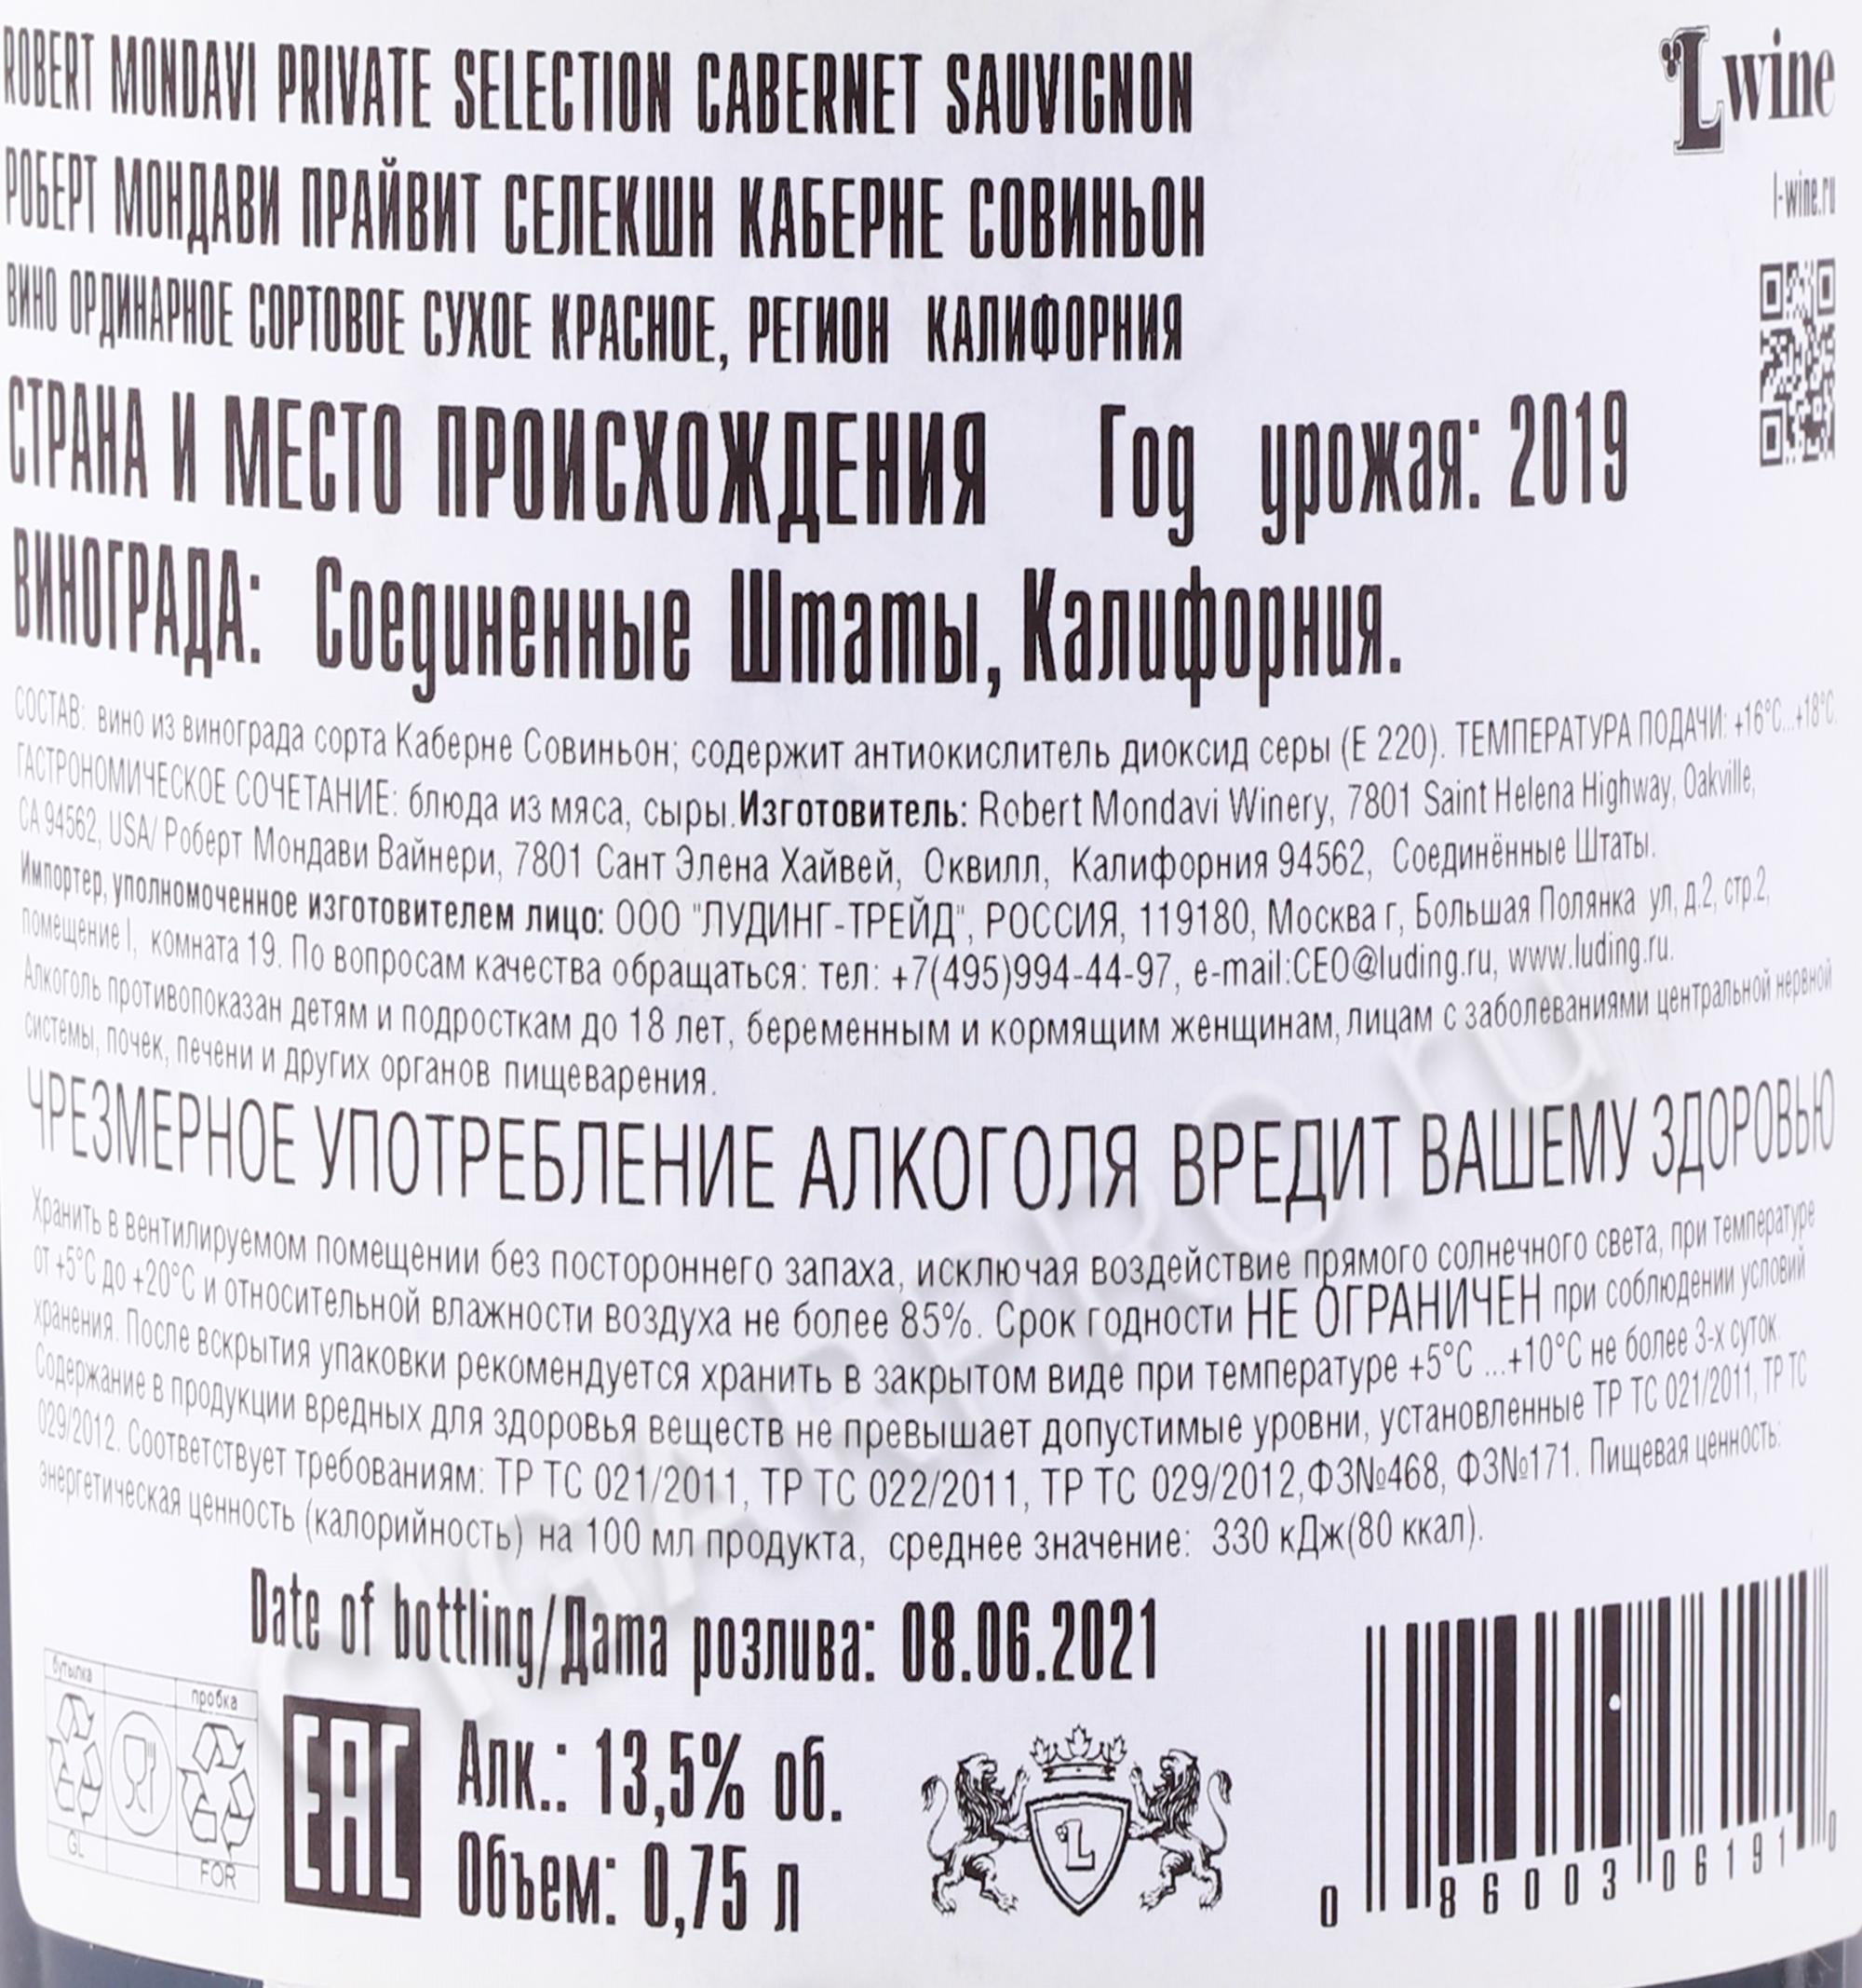 ROBERT MONDAVI PRIVATE SELECTION CABERNET SAUVIGNON
РОБЕРТ МОНДАВИ ПРАЙВИТ СЕЛЕКШН КАБЕРНЕ СОВИНЬОН
ВИНО ОРДИНАРНОЕ СОРТОВОЕ СУХОЕ КРАСНОЕ, РЕГИОН КАЛИФОРНИЯ
Lwine
l-wine.ru
СТРАНА И МЕСТО ПРОИСХОЖДЕНИЯ Год урожая: 2019
ВИНОГРАДА: Соединенные Штаты, Калифорния.
СОСТАВ: вино из винограда сорта Каберне Совиньон; содержит антиокислитель диоксид серы (Е 220). ТЕМПЕРАТУРА ПОДАЧИ: +16°С...+18°С.
ГАСТРОНОМИЧЕСКОЕ СОЧЕТАНИЕ: блюда из мяса, сыры. Изготовитель: Robert Mondavi Winery, 7801 Saint Helena Highway, Oakville,
CA 94562, USA/ Роберт Мондави Вайнери, 7801 Сант Элена Хайвей, Оквилл, Калифорния 94562, Соединённые Штаты.
Импортер, уполномоченное изготовителем лицо: ООО "ЛУДИНГ-ТРЕЙД", РОССИЯ, 119180, Москва г, Большая Полянка ул, д.2, стр.2,
помещение I, комната 19. По вопросам качества обращаться: тел: +7(495)994-44-97, e-mail:CEO@luding.ru, www.luding.ru.
Алкоголь противопоказан детям и подросткам до 18 лет, беременным и кормящим женщинам, лицам с заболеваниями центральной нервной
системы, почек, печени и других органов пищеварения.
ЧРЕЗМЕРНОЕ УПОТРЕБЛЕНИЕ АЛКОГОЛЯ ВРЕДИТ ВАШЕМУ ЗДОРОВЬЮ
Хранить в вентилируемом помещении без постороннего запаха, исключая воздействие прямого солнечного света, при температуре
от +5°С до +20°С и относительной влажности воздуха не более 85%. Срок годности НЕ ОГРАНИЧЕН при соблюдении условий
хранения. После вскрытия упаковки рекомендуется хранить в закрытом виде при температуре +5°С ...+10°С не более 3-х суток.
Содержание в продукции вредных для здоровья веществ не превышает допустимые уровни, установленные ТР ТС 021/2011, ТР ТС
029/2012. Соответствует требованиям: ТР ТС 021/2011, ТР ТС 022/2011, ТР ТС 029/2012,ФЗ№468, ФЗ№171. Пищевая ценность:
энергетическая ценность (калорийность) на 100 мл продукта, среднее значение: 330 кДж(80 ккал).
Date of bottling/Дата розлива: 08.06.2021
бутылка
пробка
GL
FOR
EAC
Алк.: 13,5% об.
Объем: 0,75 л
L
0 86003 06191 0
CIGARPRO.ru